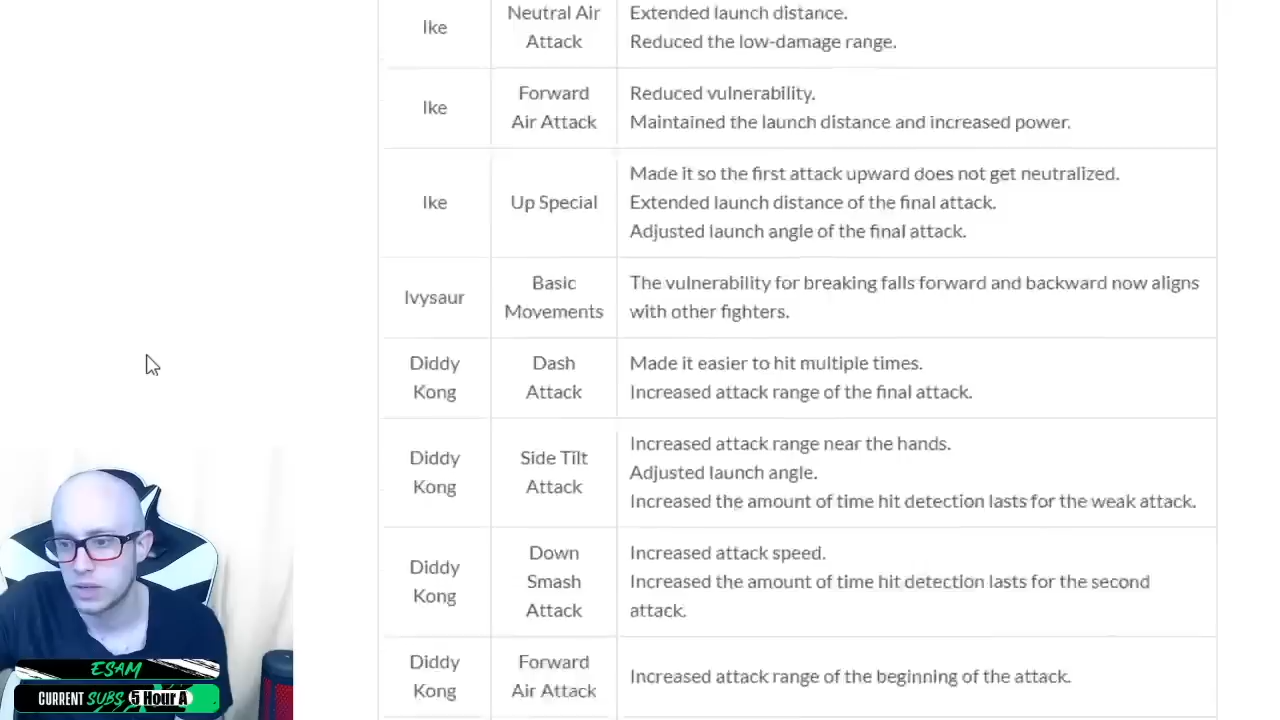 Ike
Neutral Air
Attack
Extended launch distance.
Reduced the low-damage range.
Ike
Forward
Air Attack
Reduced vulnerability.
Maintained the launch distance and increased power.
Ike
Up Special
Made it so the first attack upward does not get neutralized.
Extended launch distance of the final attack.
Adjusted launch angle of the final attack.
Ivysaur
Basic
Movements
The vulnerability for breaking falls forward and backward now aligns
with other fighters.
Diddy
Kong
Dash
Attack
Made it easier to hit multiple times.
Increased attack range of the final attack.
Diddy
Kong
Side Tilt
Attack
Increased attack range near the hands.
Adjusted launch angle.
Increased the amount of time hit detection lasts for the weak attack.
Diddy
Kong
Down
Smash
Attack
Increased attack speed.
Increased the amount of time hit detection lasts for the second
attack.
Diddy
Kong
Forward
Air Attack
Increased attack range of the beginning of the attack.
ESAM
CURRENT SUBS 5 Hour A